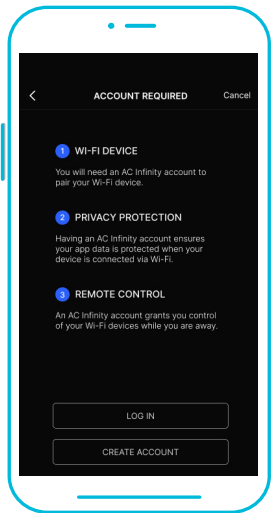 ACCOUNT REQUIRED Cancel
1 WI-FI DEVICE
You will need an AC Infinity account to
pair your Wi-Fi device.
2 PRIVACY PROTECTION
Having an AC Infinity account ensures
your app data is protected when your
device is connected via Wi-Fi.
3 REMOTE CONTROL
An AC Infinity account grants you control
of your Wi-Fi devices while you are away.
LOG IN
CREATE ACCOUNT